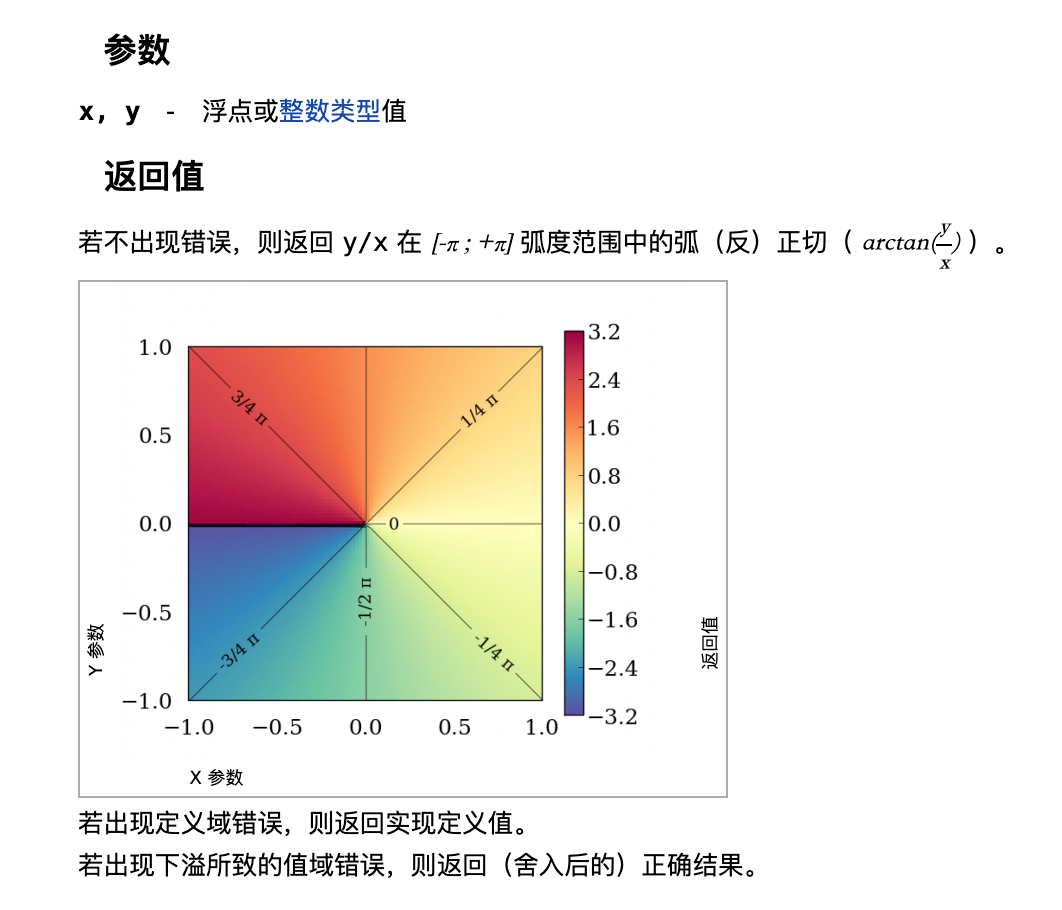 参数
x, y - 浮点或整数类型值
返回值
若不出现错误，则返回 y/x 在 [-π ; +π] 弧度范围中的弧（反）正切（ arctan(y/x) ）。
1.0
0.5
0.0
−0.5
−1.0
Y 参数
3/4 π
1/4 π
0
-1/2 π
-3/4 π
-1/4 π
−1.0 −0.5 0.0 0.5 1.0
X 参数
3.2
2.4
1.6
0.8
0.0
−0.8
−1.6
−2.4
−3.2
返回值
若出现定义域错误，则返回实现定义值。
若出现下溢所致的值域错误，则返回（舍入后的）正确结果。